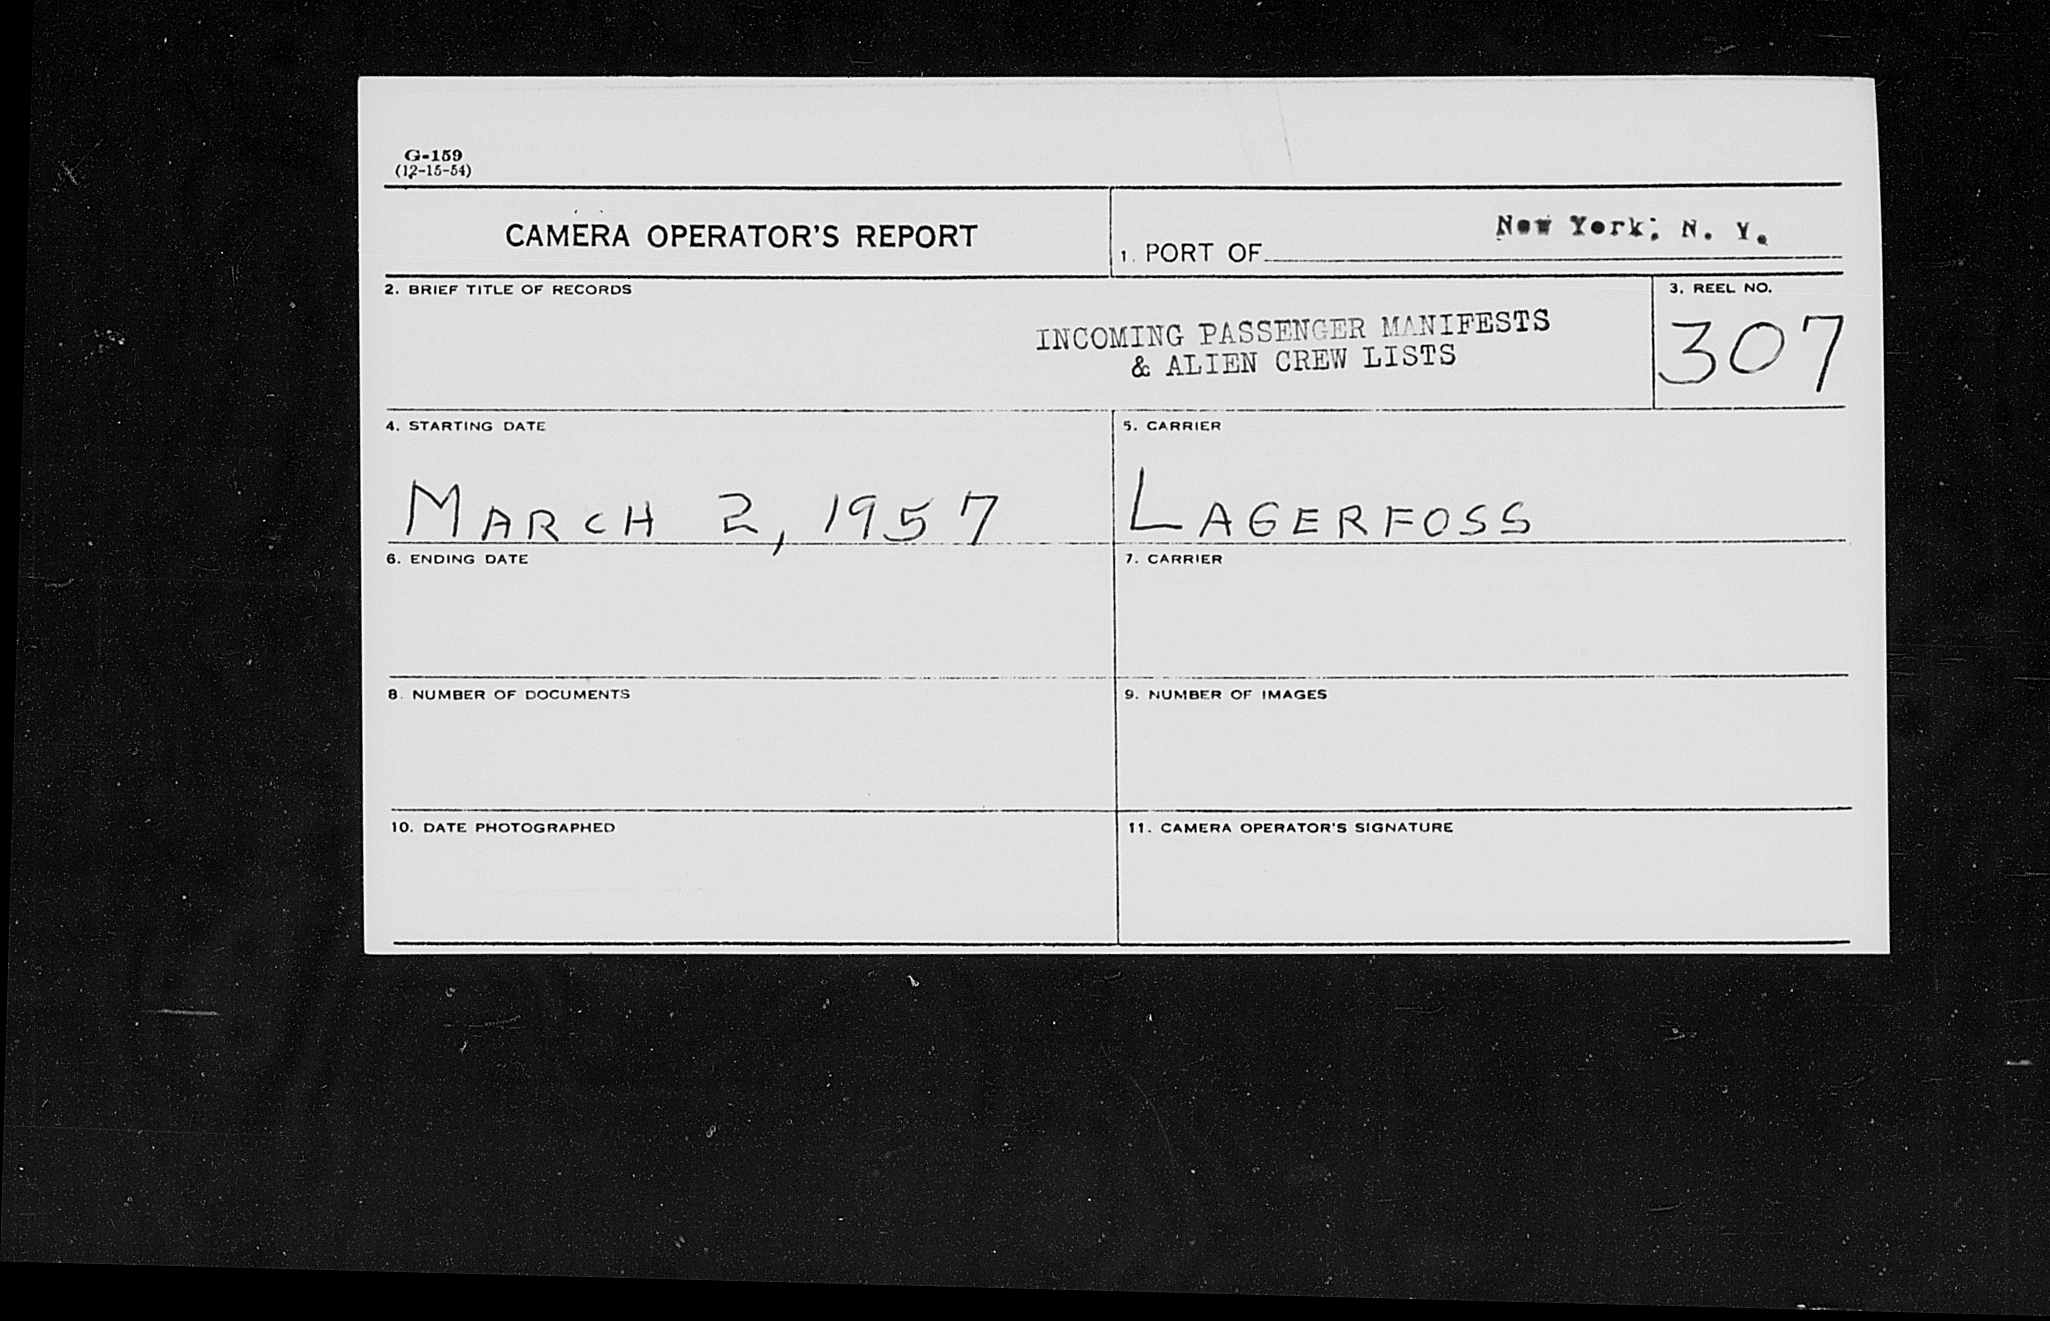 G-159
(12-15-54)
CAMERA OPERATOR'S REPORT
1. PORT OF New York, N. Y.
2. BRIEF TITLE OF RECORDS
INCOMING PASSENGER MANIFESTS
& ALIEN CREW LISTS
3. REEL NO.
307
4. STARTING DATE
MARCH 2, 1957
5. CARRIER
LAGERFOSS
6. ENDING DATE
7. CARRIER
8. NUMBER OF DOCUMENTS
9. NUMBER OF IMAGES
10. DATE PHOTOGRAPHED
11. CAMERA OPERATOR'S SIGNATURE